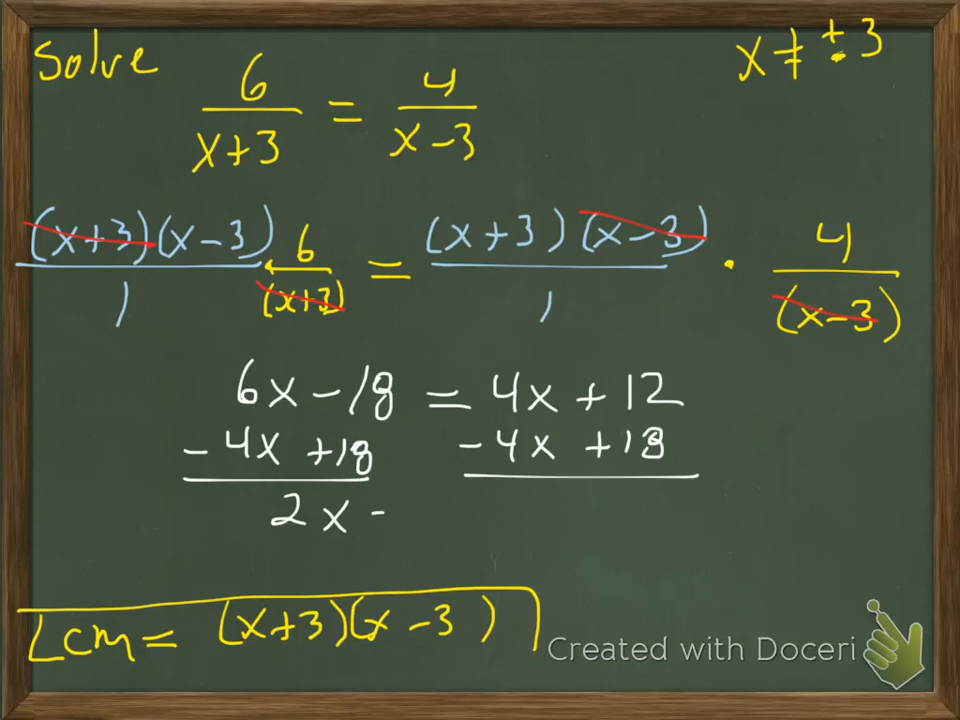 Solve 6/(x+3) = 4/(x-3) x ≠ ±3
(x+3)(x-3)/1 · 6/(x+3) = (x+3)(x-3)/1 · 4/(x-3)
6x - 18 = 4x + 12
- 4x + 18 - 4x + 18
2x -
LCM = (x+3)(x-3)
Created with Doceri